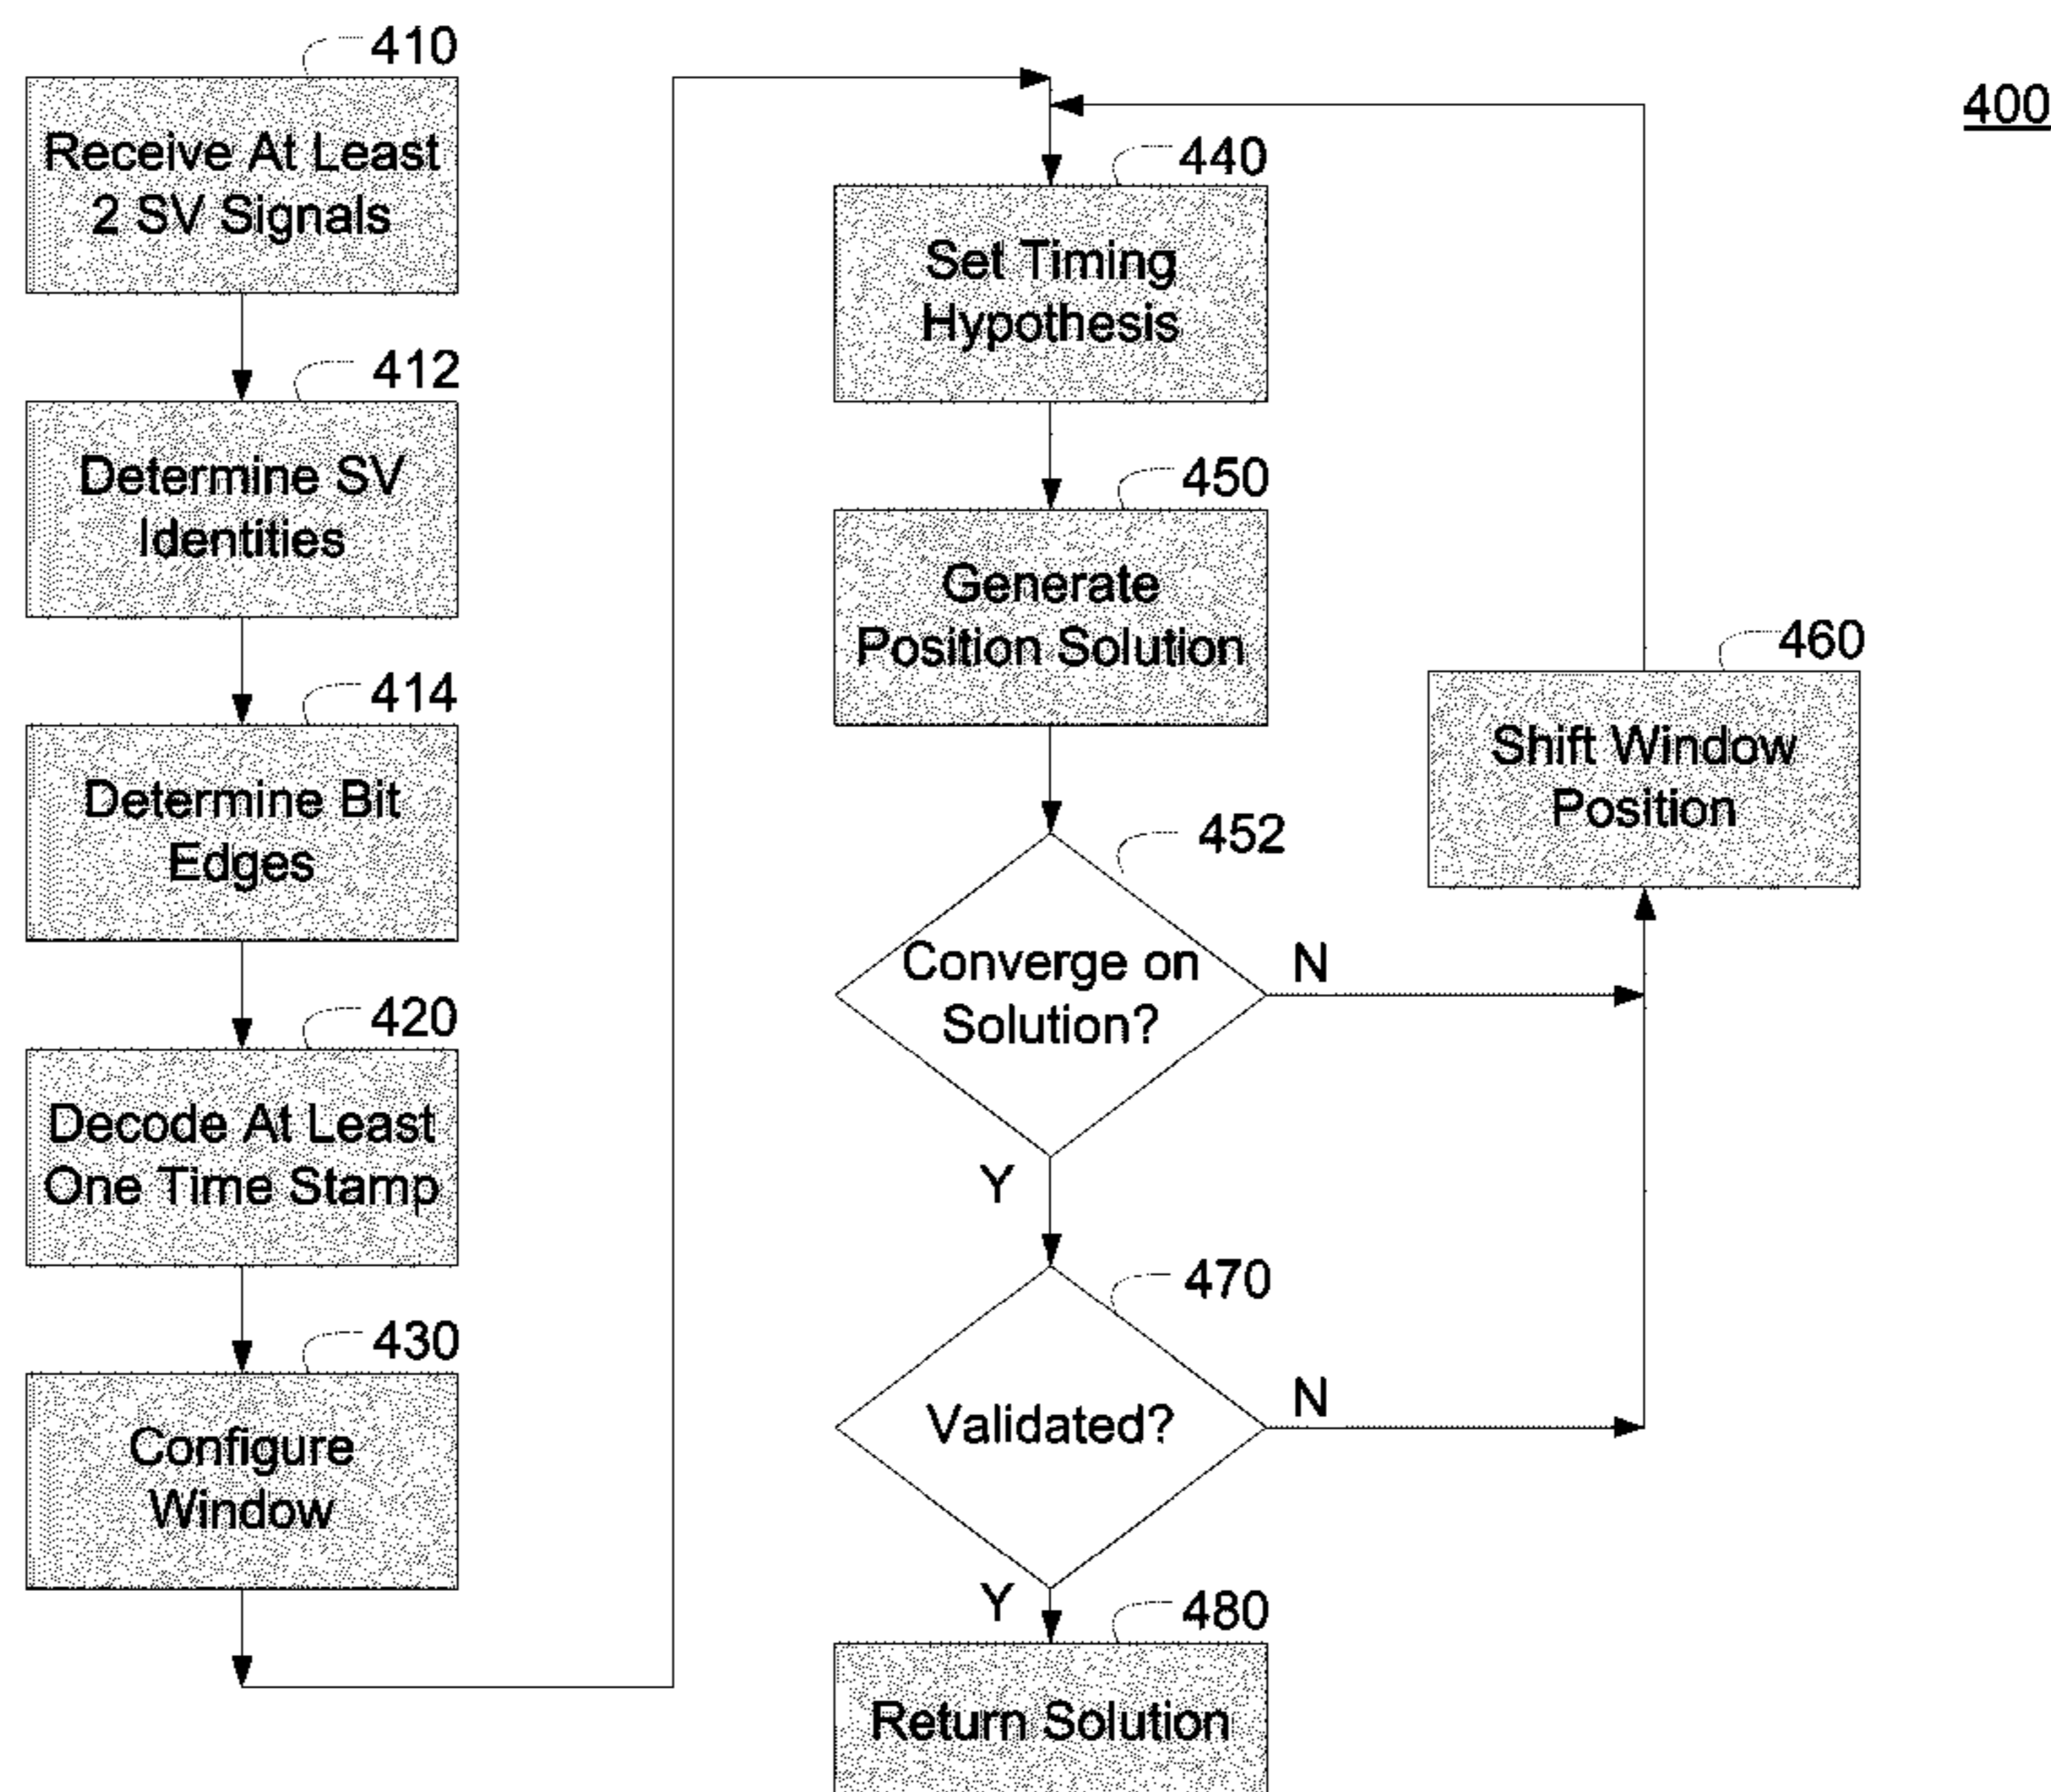 400
410
Receive At Least
2 SV Signals
412
Determine SV
Identities
414
Determine Bit
Edges
420
Decode At Least
One Time Stamp
430
Configure
Window
440
Set Timing
Hypothesis
450
Generate
Position Solution
452
Converge on
Solution?
N
Y
460
Shift Window
Position
470
Validated?
N
Y
480
Return Solution